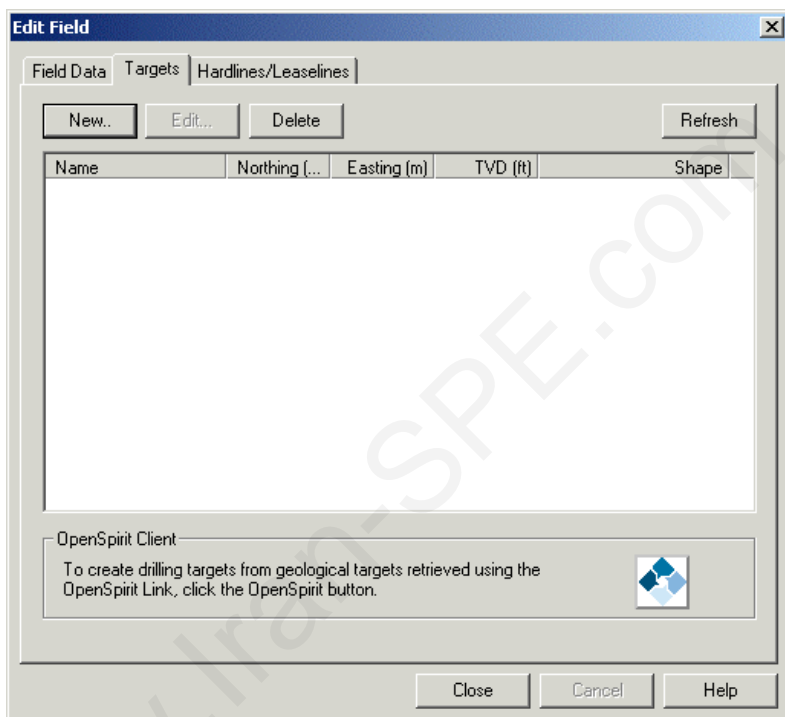 Edit Field
Field Data Targets Hardlines/Leaselines
New.. Edit... Delete Refresh
Name Northing (... Easting (m) TVD (ft) Shape
OpenSpirit Client
To create drilling targets from geological targets retrieved using the
OpenSpirit Link, click the OpenSpirit button.
Close Cancel Help
.Iran-SPE.com